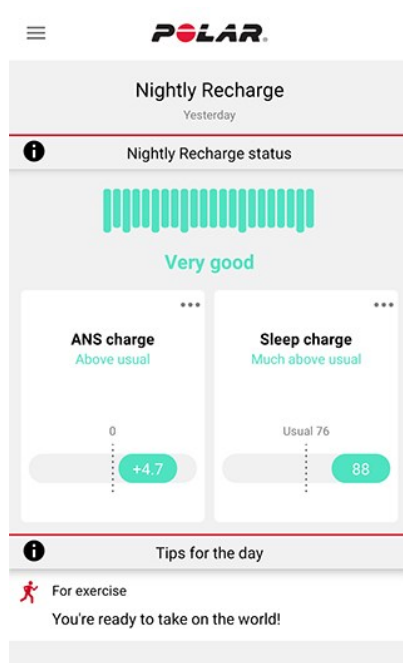 POLAR.
Nightly Recharge
Yesterday
Nightly Recharge status
Very good
ANS charge
Above usual
0
+4.7
Sleep charge
Much above usual
Usual 76
88
Tips for the day
For exercise
You're ready to take on the world!